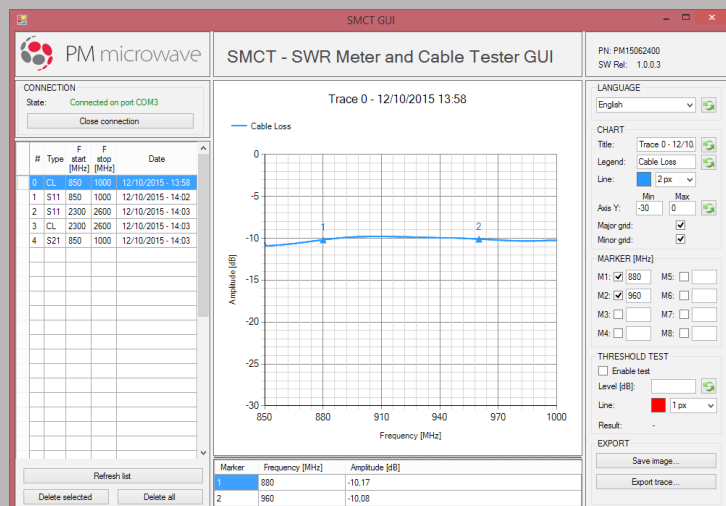 SMCT GUI
PM microwave
SMCT - SWR Meter and Cable Tester GUI
PN: PM15062400
SW Rel: 1.0.0.3
CONNECTION
State: Connected on port COM3
Close connection
# Type F start [MHz] F stop [MHz] Date
0 CL 850 1000 12/10/2015 - 13:58
1 S11 850 1000 12/10/2015 - 14:02
2 S11 2300 2600 12/10/2015 - 14:03
3 CL 2300 2600 12/10/2015 - 14:03
4 S21 850 1000 12/10/2015 - 14:03
Refresh list
Delete selected Delete all
Trace 0 - 12/10/2015 13:58
Cable Loss
Amplitude [dB]
0
-5
-10
-15
-20
-25
-30
1 2
850 880 910 940 970 1000
Frequency [MHz]
Marker Frequency [MHz] Amplitude [dB]
1 880 -10,17
2 960 -10,08
LANGUAGE
English
CHART
Title: Trace 0 - 12/10.
Legend: Cable Loss
Line: 2 px
Min Max
Axis Y: -30 0
Major grid:
Minor grid:
MARKER [MHz]
M1: 880 M5:
M2: 960 M6:
M3: M7:
M4: M8:
THRESHOLD TEST
Enable test
Level [dB]:
Line: 1 px
Result: -
EXPORT
Save image...
Export trace...